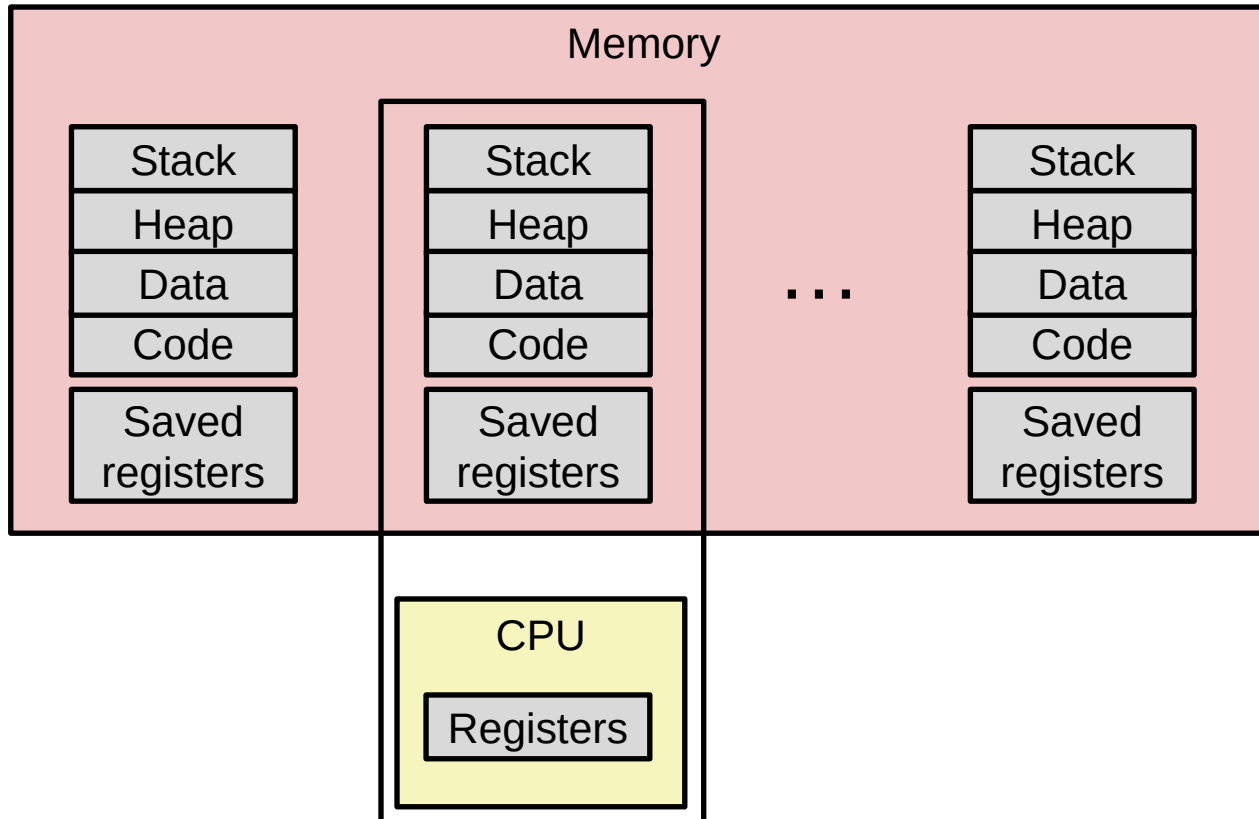 Memory
Stack
Heap
Data
Code
Saved
registers
Stack
Heap
Data
Code
Saved
registers
...
Stack
Heap
Data
Code
Saved
registers
CPU
Registers